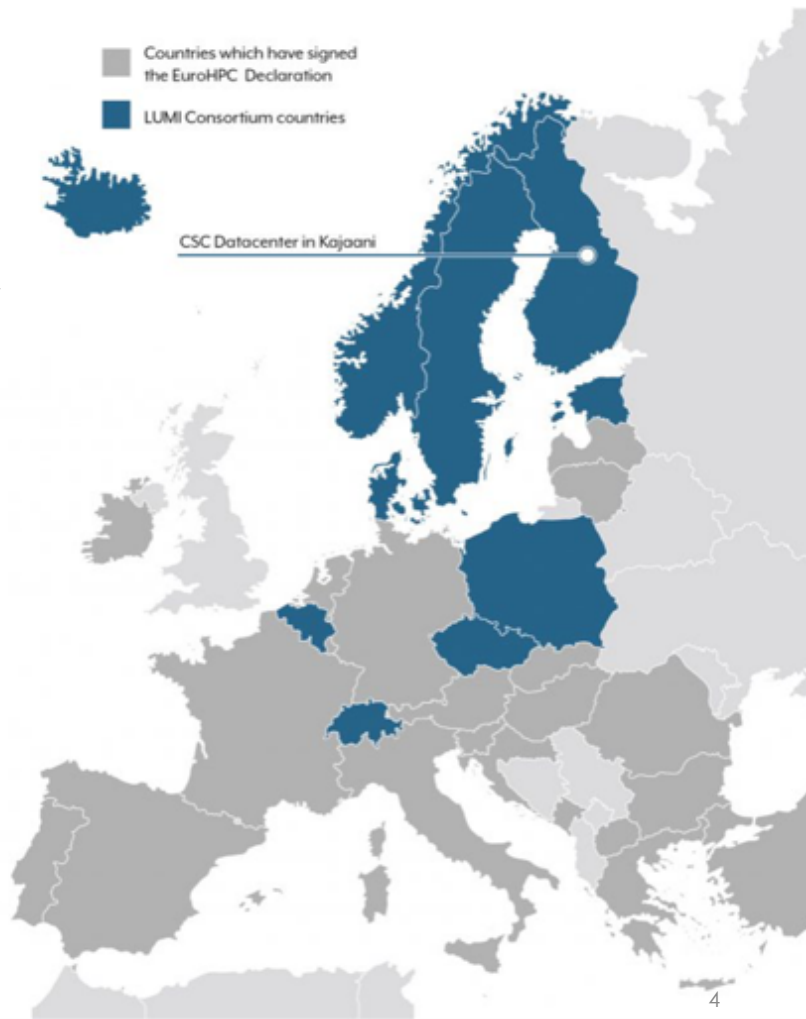 Countries which have signed
the EuroHPC Declaration
LUMI Consortium countries
CSC Datacenter in Kajaani
4